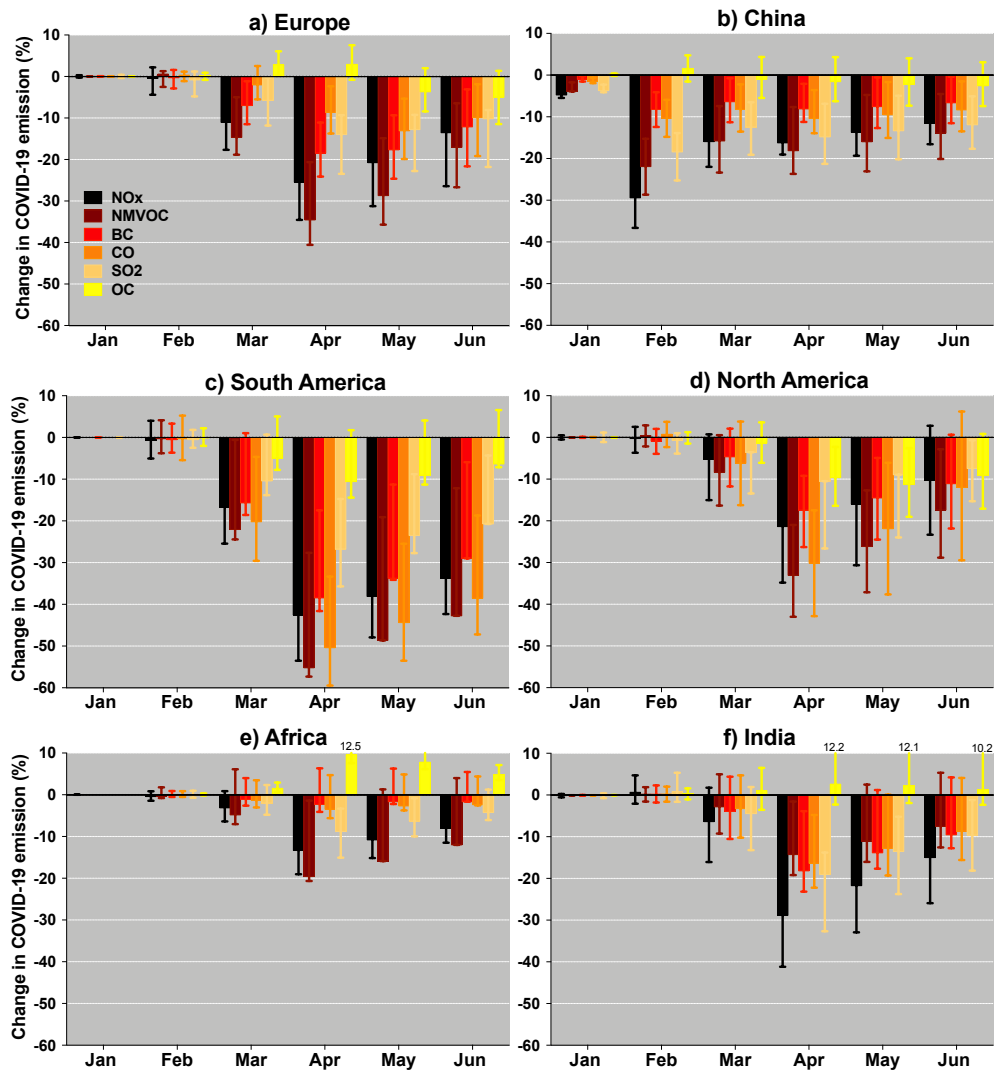 a) Europe
b) China
Change in COVID-19 emission (%)
10
0
-10
-20
-30
-40
-50
-60
NOx
NMVOC
BC
CO
SO2
OC
Jan Feb Mar Apr May Jun
10
0
-10
-20
-30
-40
-50
-60
Jan Feb Mar Apr May Jun
c) South America
d) North America
Change in COVID-19 emission (%)
10
0
-10
-20
-30
-40
-50
-60
Jan Feb Mar Apr May Jun
10
0
-10
-20
-30
-40
-50
-60
Jan Feb Mar Apr May Jun
e) Africa
f) India
Change in COVID-19 emission (%)
12.5
10
0
-10
-20
-30
-40
-50
-60
Jan Feb Mar Apr May Jun
12.2 12.1 10.2
10
0
-10
-20
-30
-40
-50
-60
Jan Feb Mar Apr May Jun